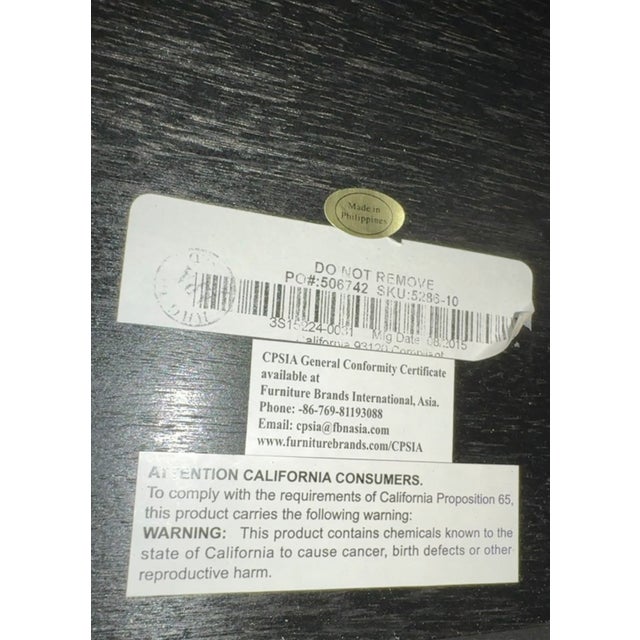 Made in
Philippines
DO NOT REMOVE
PO#:506742 SKU:5286-10
Mfg Date 08.2015
California 93120 Compliant
CPSIA General Conformity Certificate
available at
Furniture Brands International, Asia.
Phone: -86-769-81193088
Email: cpsia@fbnasia.com
www.furniturebrands.com/CPSIA
ATTENTION CALIFORNIA CONSUMERS.
To comply with the requirements of California Proposition 65,
this product carries the following warning:
WARNING: This product contains chemicals known to the
state of California to cause cancer, birth defects or other
reproductive harm.